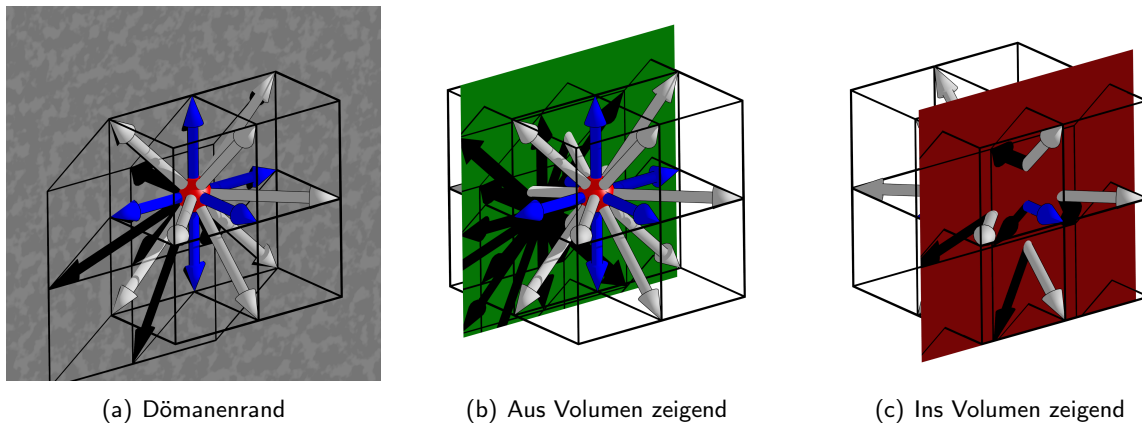 (a) Dömanenrand
(b) Aus Volumen zeigend
(c) Ins Volumen zeigend